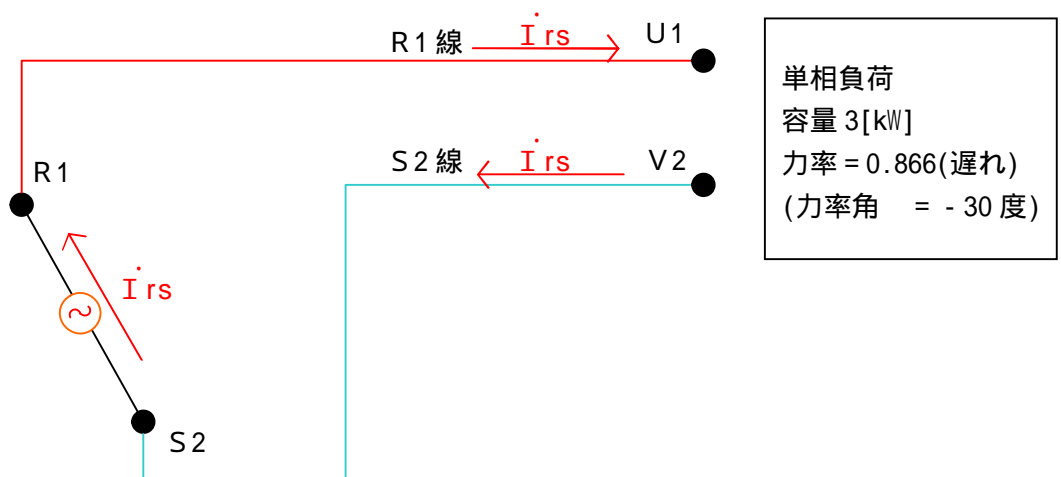 R1線 İrs U1
S2線 İrs V2
R1
İrs
S2
単相負荷
容量 3[kW]
力率=0.866(遅れ)
(力率角 = - 30 度)